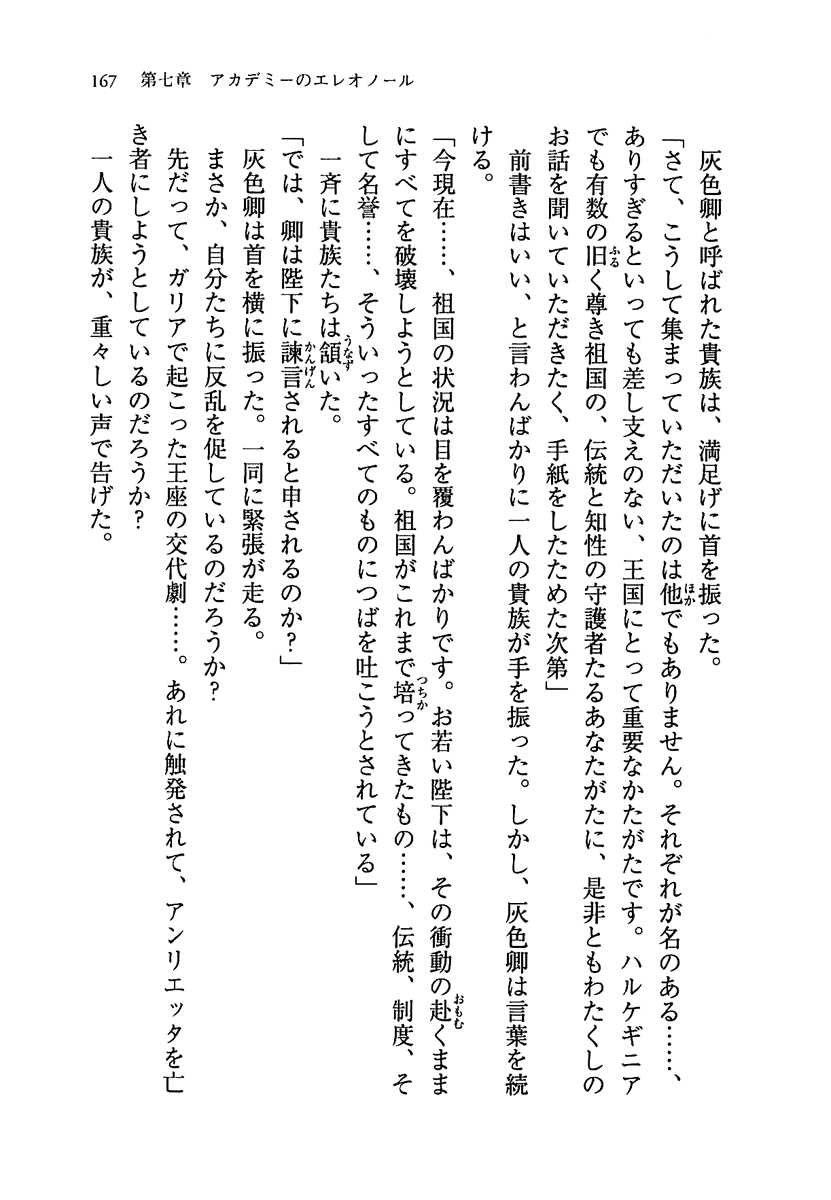 167 第七章 アカデミーのエレオノール
灰色卿と呼ばれた貴族は、満足げに首を振った。
「さて、こうして集まっていただいたのは他でもありません。それぞれが名のある……、
ありすぎるといっても差し支えのない、王国にとって重要なかたがたです。ハルケギニア
でも有数の旧く尊き祖国の、伝統と知性の守護者たるあなたがたに、是非ともわたくしの
お話を聞いていただきたく、手紙をしたためた次第」
前書きはいい、と言わんばかりに一人の貴族が手を振った。しかし、灰色卿は言葉を続
ける。
「今現在……、祖国の状況は目を覆わんばかりです。お若い陛下は、その衝動の赴くまま
にすべてを破壊しようとしている。祖国がこれまで培ってきたもの……、伝統、制度、そ
して名誉……、そういったすべてのものにつばを吐こうとされている」
一斉に貴族たちは頷いた。
「では、卿は陛下に諫言されると申されるのか?」
灰色卿は首を横に振った。一同に緊張が走る。
まさか、自分たちに反乱を促しているのだろうか?
先だって、ガリアで起こった王座の交代劇……。あれに触発されて、アンリエッタを亡
き者にしようとしているのだろうか?
一人の貴族が、重々しい声で告げた。